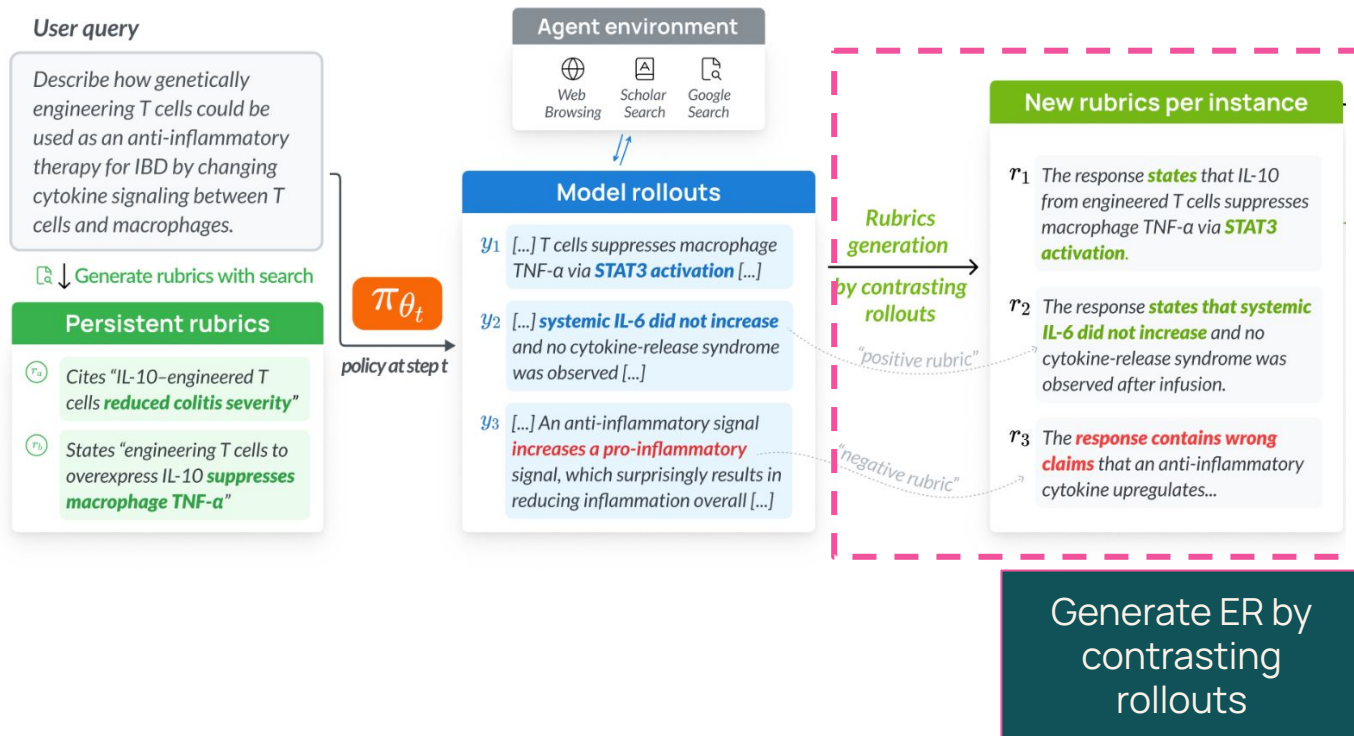 User query
Describe how genetically
engineering T cells could be
used as an anti-inflammatory
therapy for IBD by changing
cytokine signaling between T
cells and macrophages.
Generate rubrics with search
Persistent rubrics
rₐ Cites “IL-10–engineered T
cells reduced colitis severity”
r_b States “engineering T cells to
overexpress IL-10 suppresses
macrophage TNF-α”
π_θₜ
policy at step t
Agent environment
Web
Browsing
Scholar
Search
Google
Search
Model rollouts
y₁ [...] T cells suppresses macrophage
TNF-α via STAT3 activation [...]
y₂ [...] systemic IL-6 did not increase
and no cytokine-release syndrome
was observed [...]
y₃ [...] An anti-inflammatory signal
increases a pro-inflammatory
signal, which surprisingly results in
reducing inflammation overall [...]
Rubrics
generation
by contrasting
rollouts
“positive rubric”
“negative rubric”
New rubrics per instance
r₁ The response states that IL-10
from engineered T cells suppresses
macrophage TNF-α via STAT3
activation.
r₂ The response states that systemic
IL-6 did not increase and no
cytokine-release syndrome was
observed after infusion.
r₃ The response contains wrong
claims that an anti-inflammatory
cytokine upregulates...
Generate ER by
contrasting
rollouts